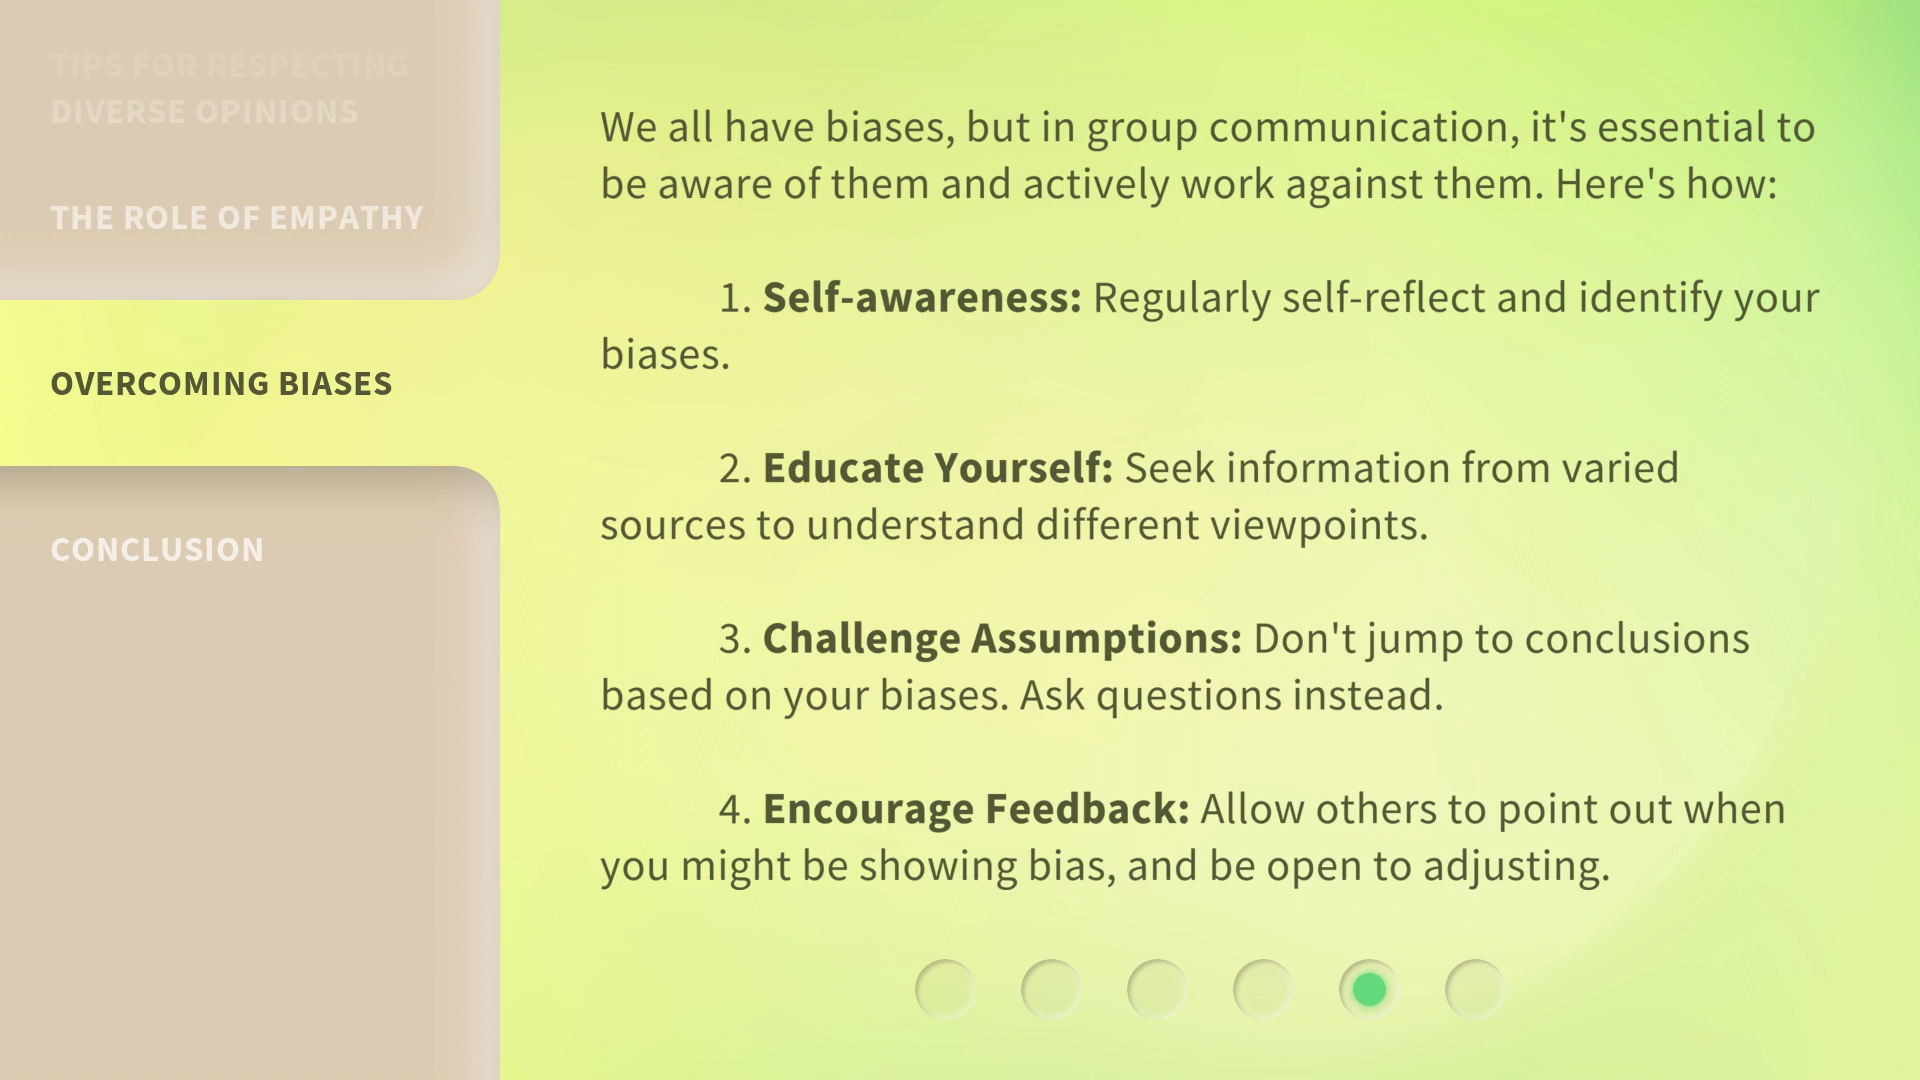 TIPS FOR RESPECTING
DIVERSE OPINIONS
THE ROLE OF EMPATHY
OVERCOMING BIASES
CONCLUSION
We all have biases, but in group communication, it's essential to
be aware of them and actively work against them. Here's how:
1. Self-awareness: Regularly self-reflect and identify your
biases.
2. Educate Yourself: Seek information from varied
sources to understand different viewpoints.
3. Challenge Assumptions: Don't jump to conclusions
based on your biases. Ask questions instead.
4. Encourage Feedback: Allow others to point out when
you might be showing bias, and be open to adjusting.